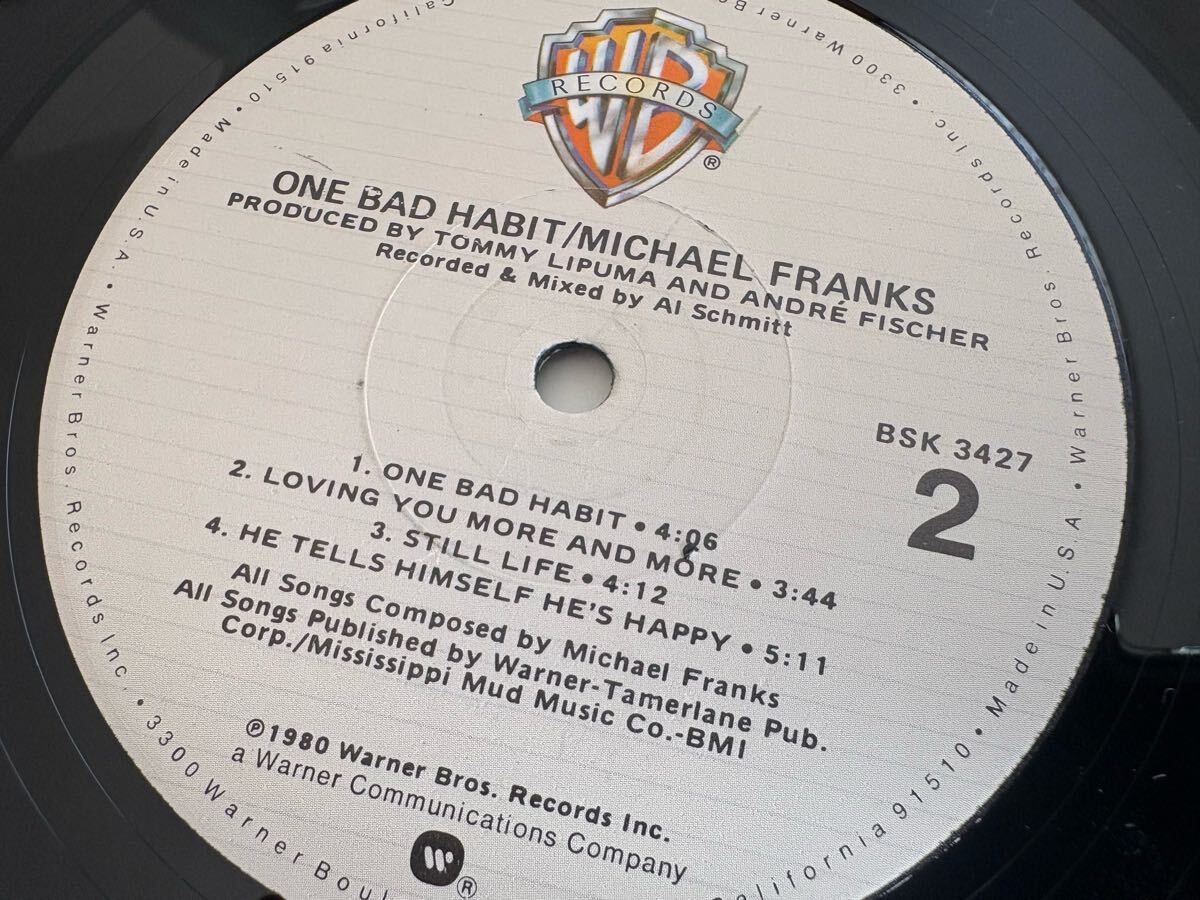 WB
RECORDS
®
ONE BAD HABIT/MICHAEL FRANKS
PRODUCED BY TOMMY LIPUMA AND ANDRÉ FISCHER
Recorded & Mixed by Al Schmitt
BSK 3427
2
1. ONE BAD HABIT • 4:06
2. LOVING YOU MORE AND MORE • 3:44
3. STILL LIFE • 4:12
4. HE TELLS HIMSELF HE'S HAPPY • 5:11
All Songs Composed by Michael Franks
All Songs Published by Warner-Tamerlane Pub.
Corp./Mississippi Mud Music Co.-BMI
℗1980 Warner Bros. Records Inc.
a Warner Communications Company
W®
California 91510 • Made in U.S.A. • Warner Bros. Records Inc. • 3300 Warner
3300 Warner Bros. Records Inc. • Warner Bros. Records Inc. • Made in U.S.A. • California 91510